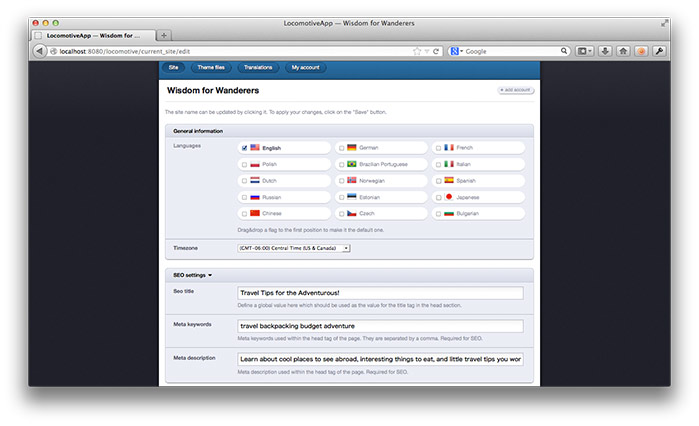 LocomotiveApp — Wisdom for Wanderers
LocomotiveApp — Wisdom for ...
localhost:8080/locomotive/current_site/edit
Google
Site Theme files Translations My account
Wisdom for Wanderers
+ add account
The site name can be updated by clicking it. To apply your changes, click on the "Save" button.
General information
Languages
English German French
Polish Brazilian Portuguese Italian
Dutch Norwegian Spanish
Russian Estonian Japanese
Chinese Czech Bulgarian
Drag&drop a flag to the first position to make it the default one.
Timezone (GMT-06:00) Central Time (US & Canada)
SEO settings
Seo title Travel Tips for the Adventurous!
Define a global value here which should be used as the value for the title tag in the head section.
Meta keywords travel backpacking budget adventure
Meta keywords used within the head tag of the page. They are separated by a comma. Required for SEO.
Meta description Learn about cool places to see abroad, interesting things to eat, and little travel tips you wor
Meta description used within the head tag of the page. Required for SEO.